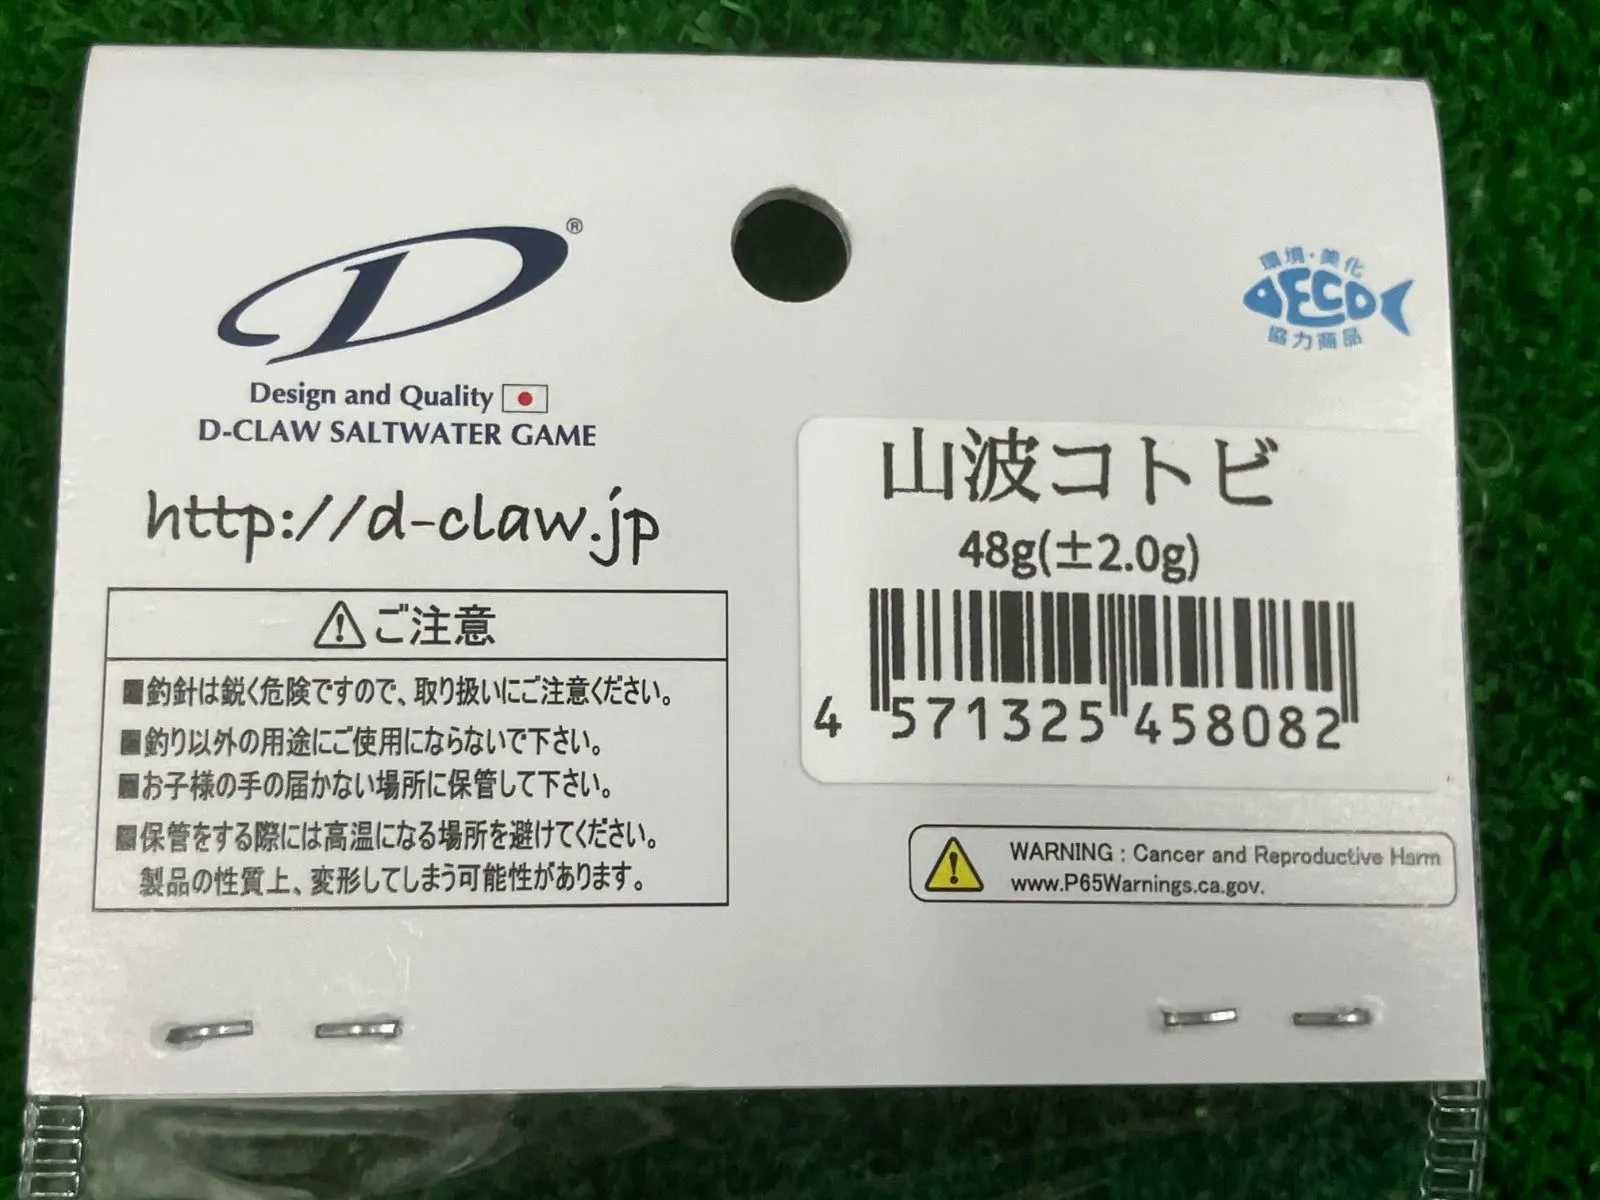 ®
Design and Quality
D-CLAW SALTWATER GAME
http://d-claw.jp
環境・美化
DECO
協力商品
山波コトビ
48g(±2.0g)
4 571325 458082
ご注意
■釣針は鋭く危険ですので、取り扱いにご注意ください。
■釣り以外の用途にご使用にならないで下さい。
■お子様の手の届かない場所に保管して下さい。
■保管をする際には高温になる場所を避けてください。
製品の性質上、変形してしまう可能性があります。
WARNING : Cancer and Reproductive Harm
www.P65Warnings.ca.gov.